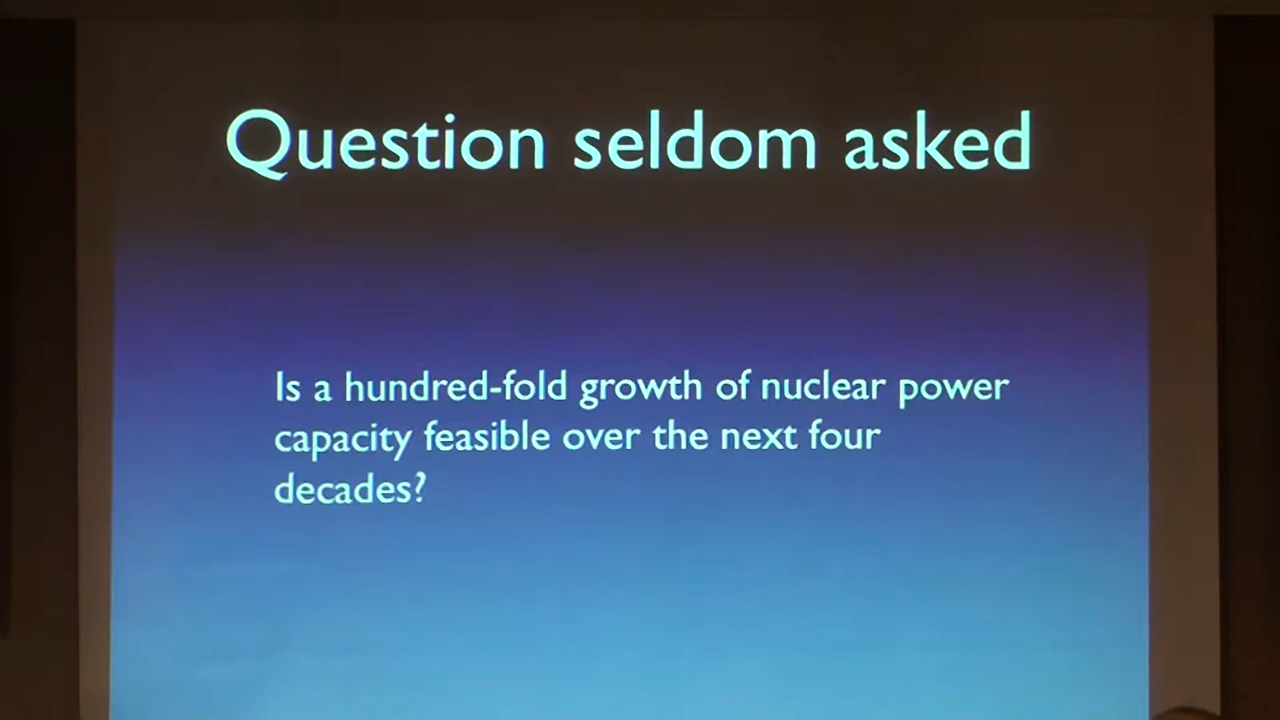 Question seldom asked
Is a hundred-fold growth of nuclear power
capacity feasible over the next four
decades?